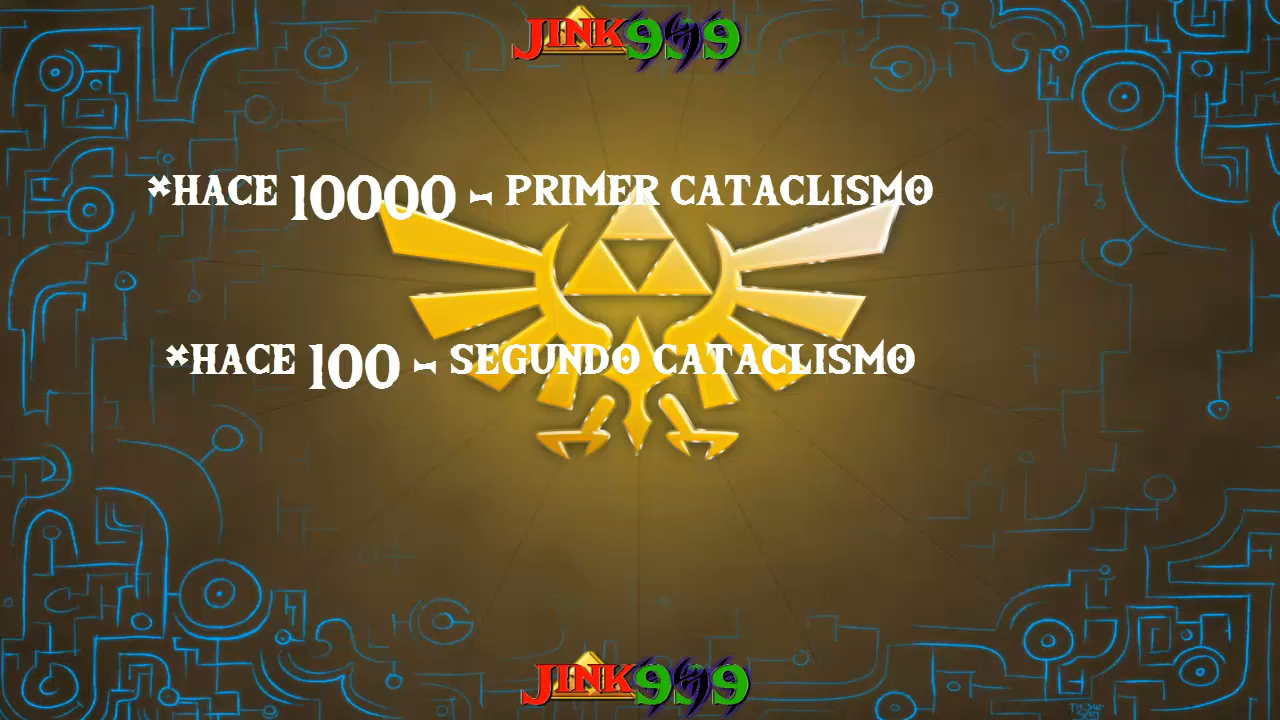 JINK999
*HACE 10000 - PRIMER CATACLISMO
*HACE 100 - SEGUNDO CATACLISMO
JINK999